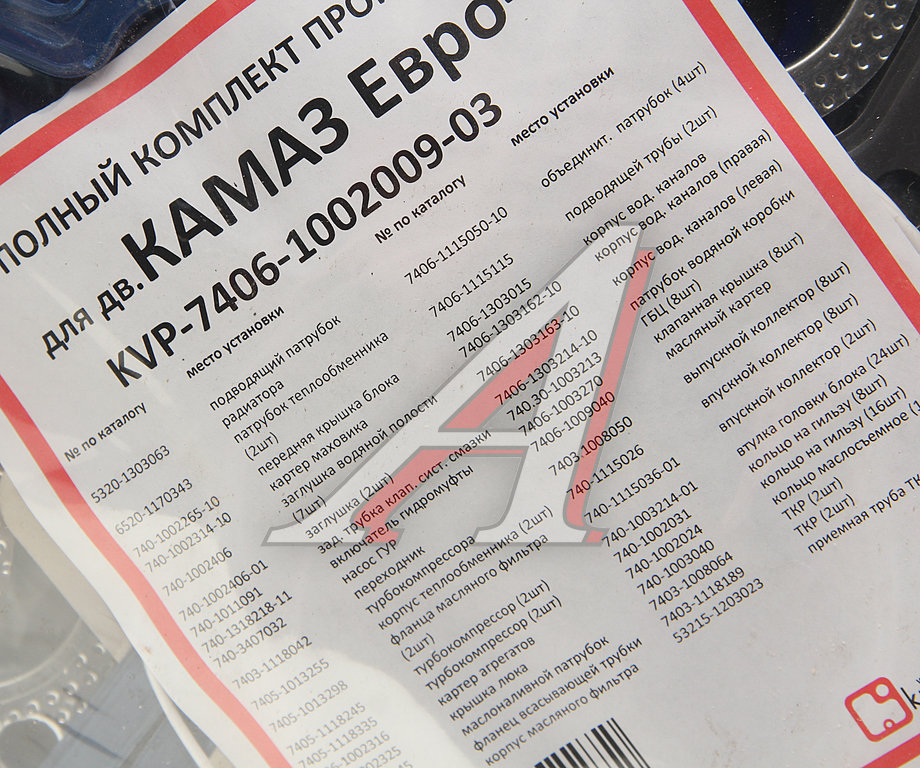 ПОЛНЫЙ КОМПЛЕКТ
для дв. КАМАЗ Евро-
KVP-7406-1002009-03
№ по каталогу
место установки
5320-1303063
подводящий патрубок
радиатора
6520-1170343
патрубок теплообменника
(2шт)
740-1002265-10
передняя крышка блока
740-1002314-10
картер маховика
740-1002406
заглушка водяной полости
(7шт)
740-1002406-01
заглушка (2шт)
740-1011091
зад. трубка клап. сист. смазки
740-1318218-11
включатель гидромуфты
740-3407032
насос ГУР
7403-1118042
переходник
турбокомпрессора
7405-1013255
корпус теплообменника (2шт)
7405-1013298
фланца масляного фильтра
(2шт)
7405-1118245
турбокомпрессор (2шт)
7405-1118335
турбокомпрессор (2шт)
картер агрегатов
крышка люка
маслоналивной патрубок
фланец всасывающей трубки
корпус масляного фильтра
№ по каталогу
место установки
7406-1115050-10
объединит. патрубок (4шт)
7406-1115115
подводящей трубы (2шт)
7406-1303015
корпус вод. каналов
7406-1303162-10
корпус вод. каналов (правая)
7406-1303163-10
корпус вод. каналов (левая)
7406-1303214-10
патрубок водяной коробки
740,30-1003213
ГБЦ (8шт)
7406-1003270
клапанная крышка (8шт)
7406-1009040
масляный картер
7403-1008050
выпускной коллектор (8шт)
740-115026
впускной коллектор (8шт)
740-1115036-01
впускной коллектор (2шт)
740-1003214-01
втулка головки блока (24шт)
740-1002031
кольцо на гильзу (8шт)
740-1002024
кольцо на гильзу (16шт)
740-1003040
кольцо маслосъемное
7403-1008064
ТКР (2шт)
7403-1118189
ТКР (2шт)
53215-1203023
приемная труба